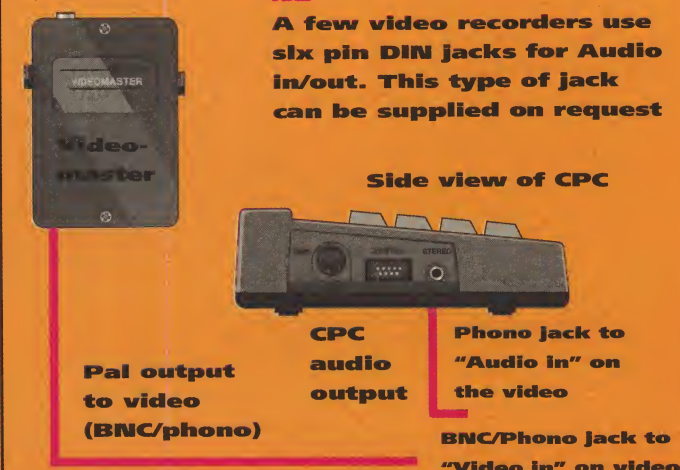 A few video recorders use
six pin DIN jacks for Audio
in/out. This type of jack
can be supplied on request
VIDEOMASTER
Video-
master
Side view of CPC
STEREO
CPC
audio
output
Phono jack to
"Audio in" on
the video
Pal output
to video
(BNC/phono)
BNC/Phono jack to
"Video in" on video